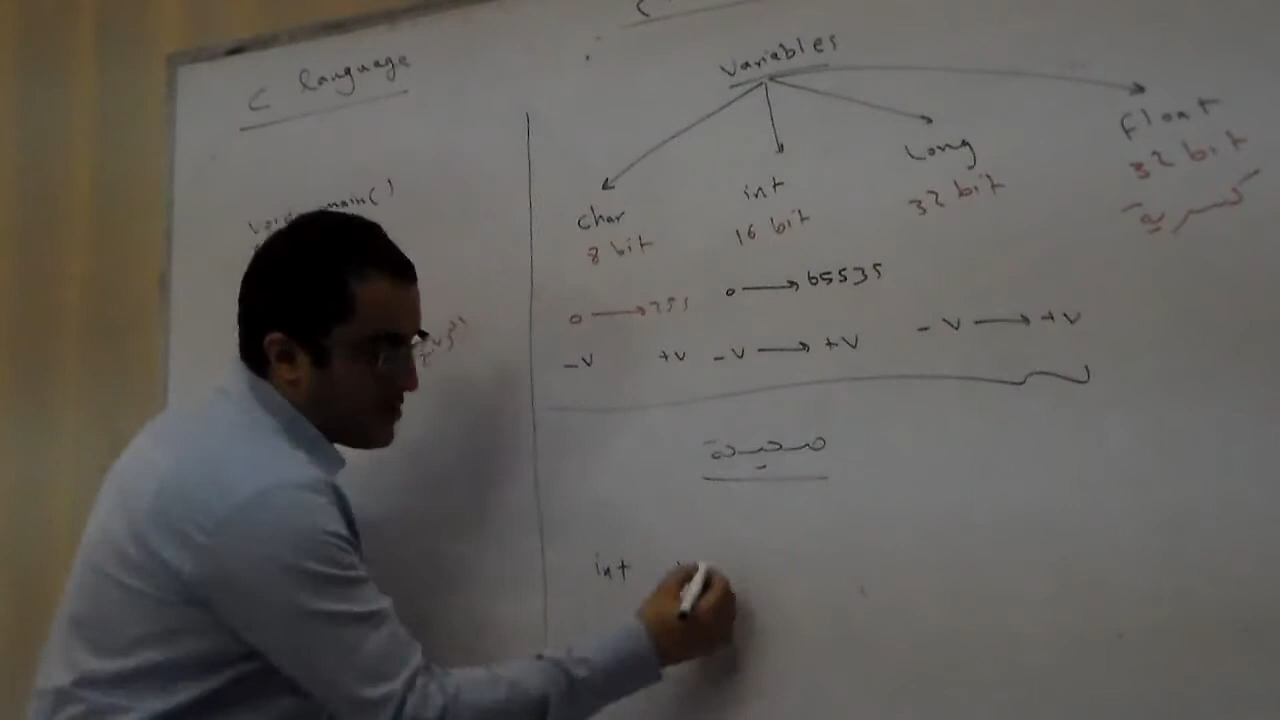 C language
main( )
Variables
char
8 bit
0 → 255
-V +V
int
16 bit
0 → 65535
-V → +V
Long
32 bit
-V → +V
float
32 bit
كسرية
صحيحة
int